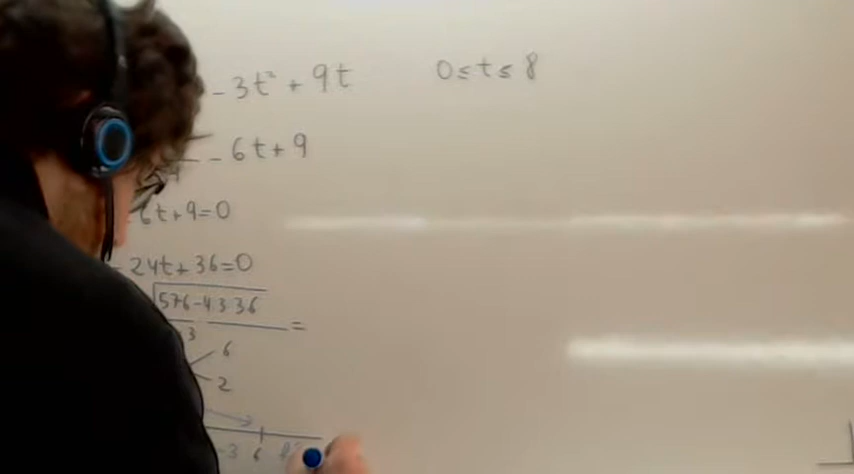 - 3t² + 9t 0 ≤ t ≤ 8
- 6t + 9
6t + 9 = 0
- 24t + 36 = 0
√576 - 4.3.36
3 =
6
2
3 6